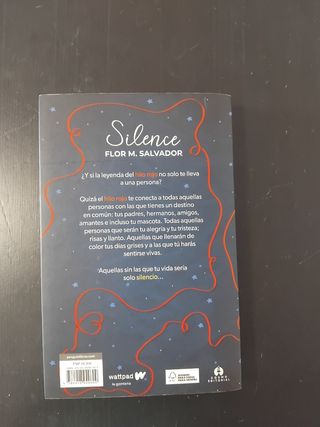 Silence
FLOR M. SALVADOR
¿Y si la leyenda del hilo rojo no solo te lleva
a una persona?
Quizá el hilo rojo te conecta a todas aquellas
personas con las que tienes un destino
en común: tus padres, hermanos, amigos,
amantes e incluso tu mascota. Todas aquellas
personas que serán tu alegría y tu tristeza;
risas y llanto. Aquellas que llenarán de
color tus días grises y a las que tú harás
sentirse vivas.
Aquellas sin las que tu vida sería
solo silencio...
wattpad
FSC
EDITORIAL